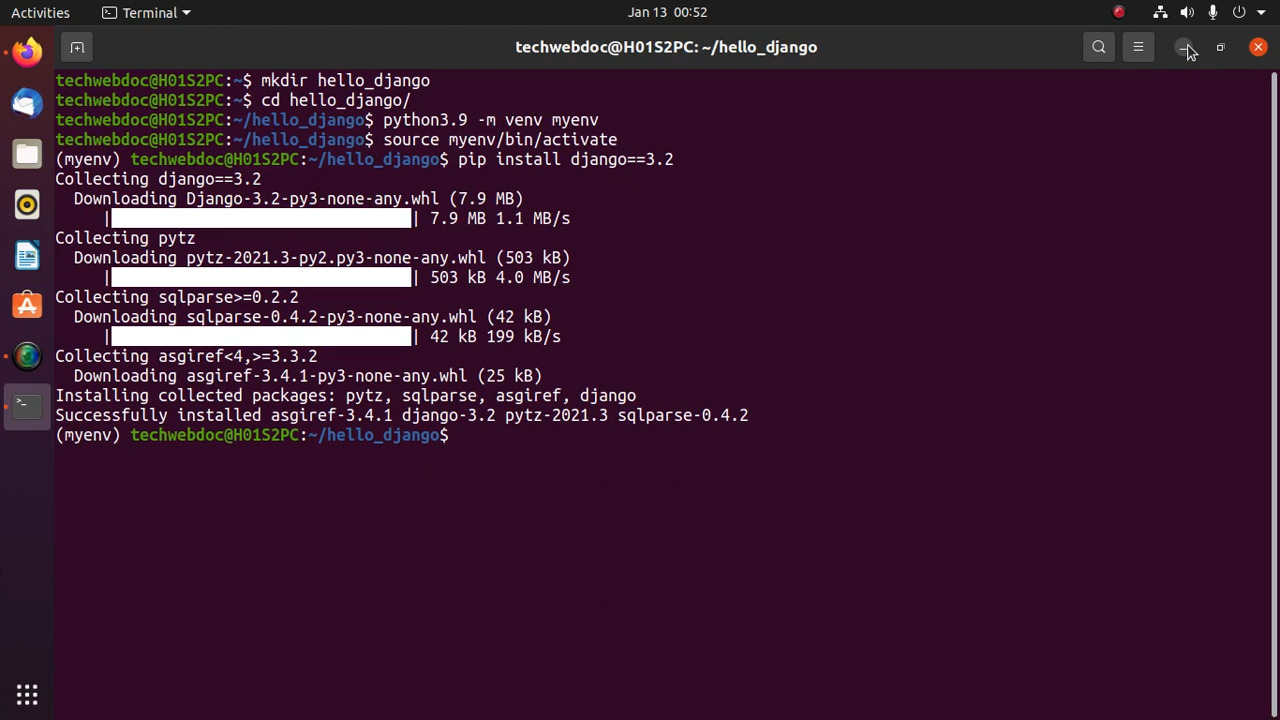 Activities Terminal Jan 13 00:52
techwebdoc@H01S2PC: ~/hello_django
techwebdoc@H01S2PC:~$ mkdir hello_django
techwebdoc@H01S2PC:~$ cd hello_django/
techwebdoc@H01S2PC:~/hello_django$ python3.9 -m venv myenv
techwebdoc@H01S2PC:~/hello_django$ source myenv/bin/activate
(myenv) techwebdoc@H01S2PC:~/hello_django$ pip install django==3.2
Collecting django==3.2
  Downloading Django-3.2-py3-none-any.whl (7.9 MB)
     | | 7.9 MB 1.1 MB/s
Collecting pytz
  Downloading pytz-2021.3-py2.py3-none-any.whl (503 kB)
     | | 503 kB 4.0 MB/s
Collecting sqlparse>=0.2.2
  Downloading sqlparse-0.4.2-py3-none-any.whl (42 kB)
     | | 42 kB 199 kB/s
Collecting asgiref<4,>=3.3.2
  Downloading asgiref-3.4.1-py3-none-any.whl (25 kB)
Installing collected packages: pytz, sqlparse, asgiref, django
Successfully installed asgiref-3.4.1 django-3.2 pytz-2021.3 sqlparse-0.4.2
(myenv) techwebdoc@H01S2PC:~/hello_django$